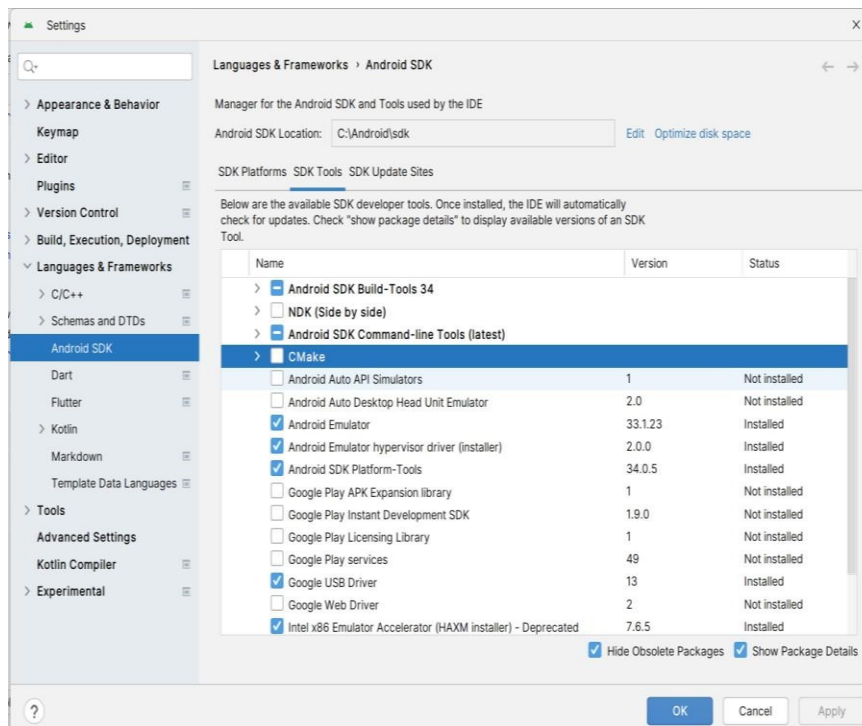 Settings
X
Languages & Frameworks › Android SDK
Appearance & Behavior
Keymap
Editor
Plugins
Version Control
Build, Execution, Deployment
Languages & Frameworks
C/C++
Schemas and DTDs
Android SDK
Dart
Flutter
Kotlin
Markdown
Template Data Languages
Tools
Advanced Settings
Kotlin Compiler
Experimental
Manager for the Android SDK and Tools used by the IDE
Android SDK Location: C:\Android\sdk Edit Optimize disk space
SDK Platforms SDK Tools SDK Update Sites
Below are the available SDK developer tools. Once installed, the IDE will automatically
check for updates. Check "show package details" to display available versions of an SDK
Tool.
Name Version Status
Android SDK Build-Tools 34
NDK (Side by side)
Android SDK Command-line Tools (latest)
CMake
Android Auto API Simulators 1 Not installed
Android Auto Desktop Head Unit Emulator 2.0 Not installed
Android Emulator 33.1.23 Installed
Android Emulator hypervisor driver (installer) 2.0.0 Installed
Android SDK Platform-Tools 34.0.5 Installed
Google Play APK Expansion library 1 Not installed
Google Play Instant Development SDK 1.9.0 Not installed
Google Play Licensing Library 1 Not installed
Google Play services 49 Not installed
Google USB Driver 13 Installed
Google Web Driver 2 Not installed
Intel x86 Emulator Accelerator (HAXM installer) - Deprecated 7.6.5 Installed
Hide Obsolete Packages Show Package Details
? OK Cancel Apply